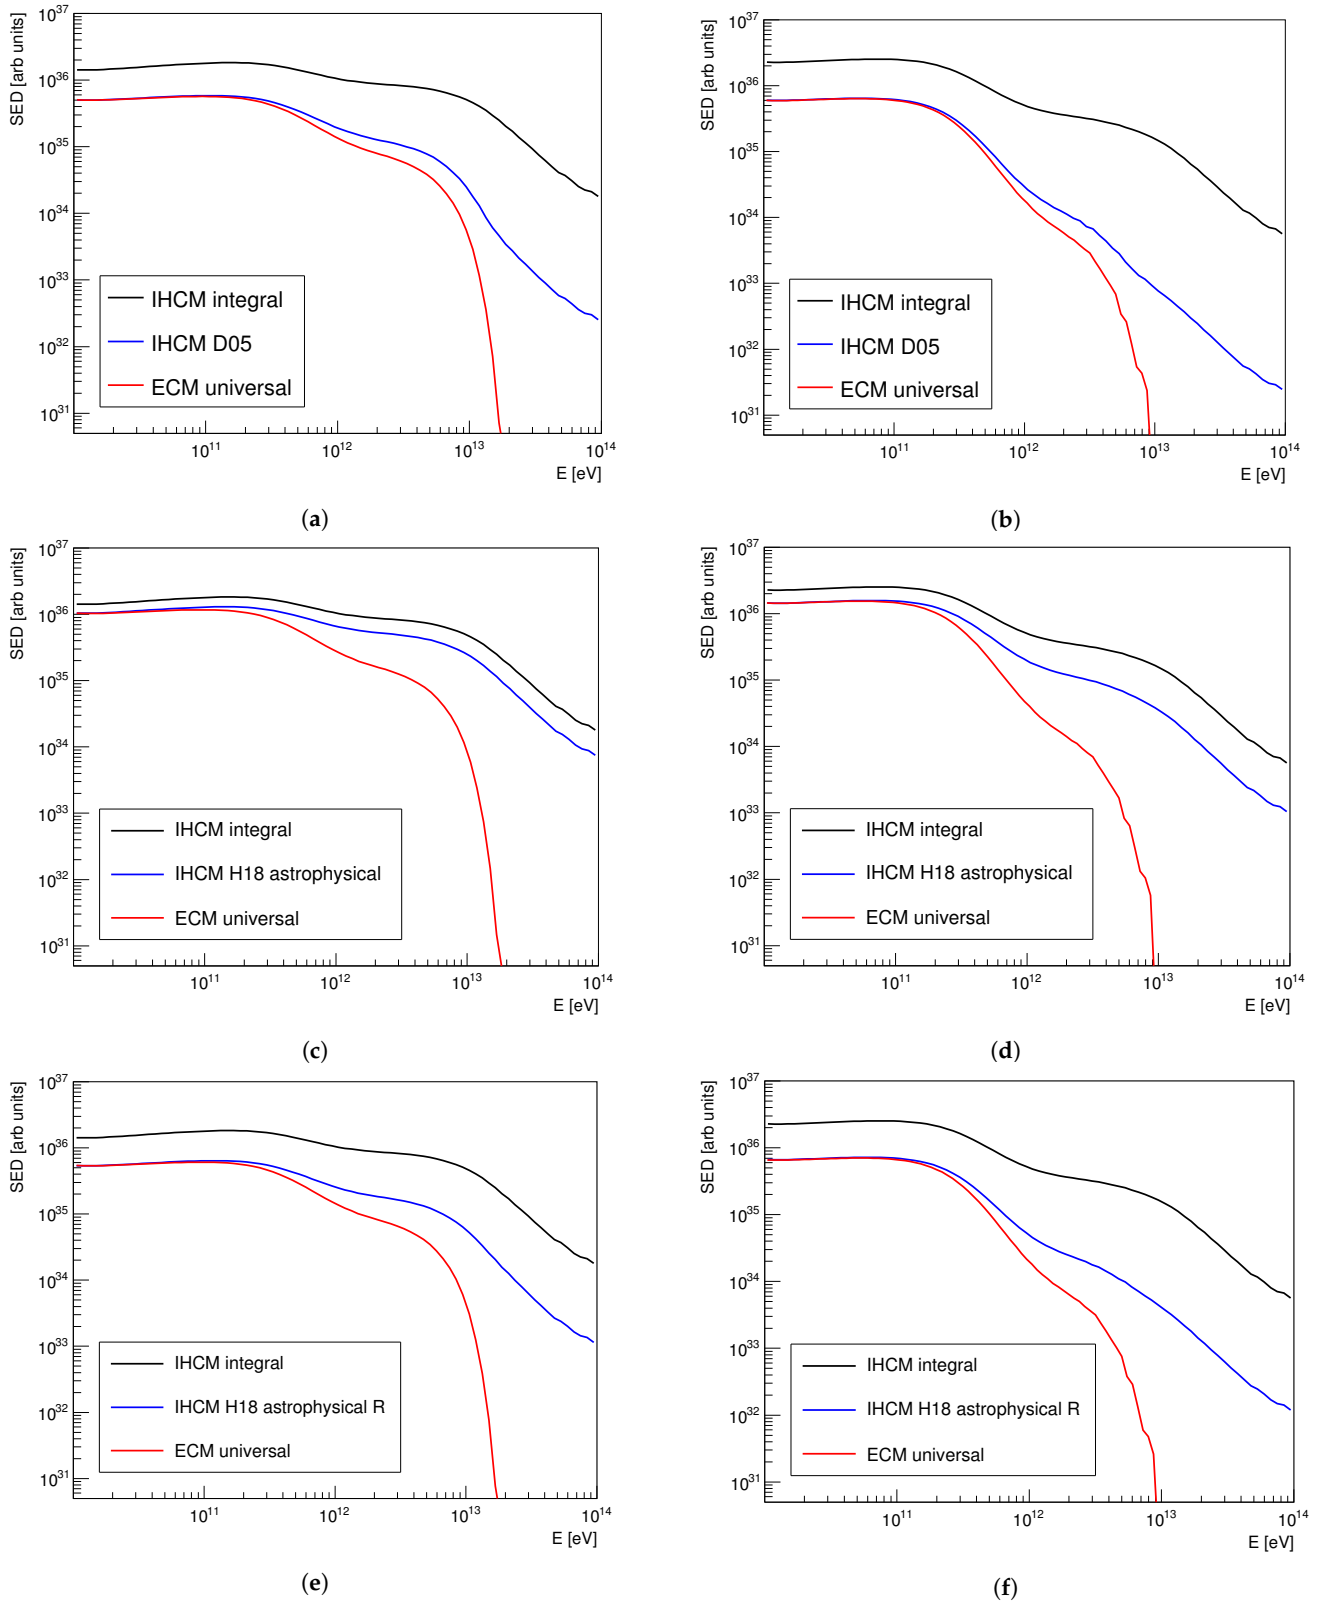 SED [arb units]
10^37
10^36
10^35
10^34
10^33
10^32
10^31
IHCM integral
IHCM D05
ECM universal
10^11
10^12
10^13
10^14
E [eV]
(a)
SED [arb units]
10^37
10^36
10^35
10^34
10^33
10^32
10^31
IHCM integral
IHCM D05
ECM universal
10^11
10^12
10^13
10^14
E [eV]
(b)
SED [arb units]
10^37
10^36
10^35
10^34
10^33
10^32
10^31
IHCM integral
IHCM H18 astrophysical
ECM universal
10^11
10^12
10^13
10^14
E [eV]
(c)
SED [arb units]
10^37
10^36
10^35
10^34
10^33
10^32
10^31
IHCM integral
IHCM H18 astrophysical
ECM universal
10^11
10^12
10^13
10^14
E [eV]
(d)
SED [arb units]
10^37
10^36
10^35
10^34
10^33
10^32
10^31
IHCM integral
IHCM H18 astrophysical R
ECM universal
10^11
10^12
10^13
10^14
E [eV]
(e)
SED [arb units]
10^37
10^36
10^35
10^34
10^33
10^32
10^31
IHCM integral
IHCM H18 astrophysical R
ECM universal
10^11
10^12
10^13
10^14
E [eV]
(f)